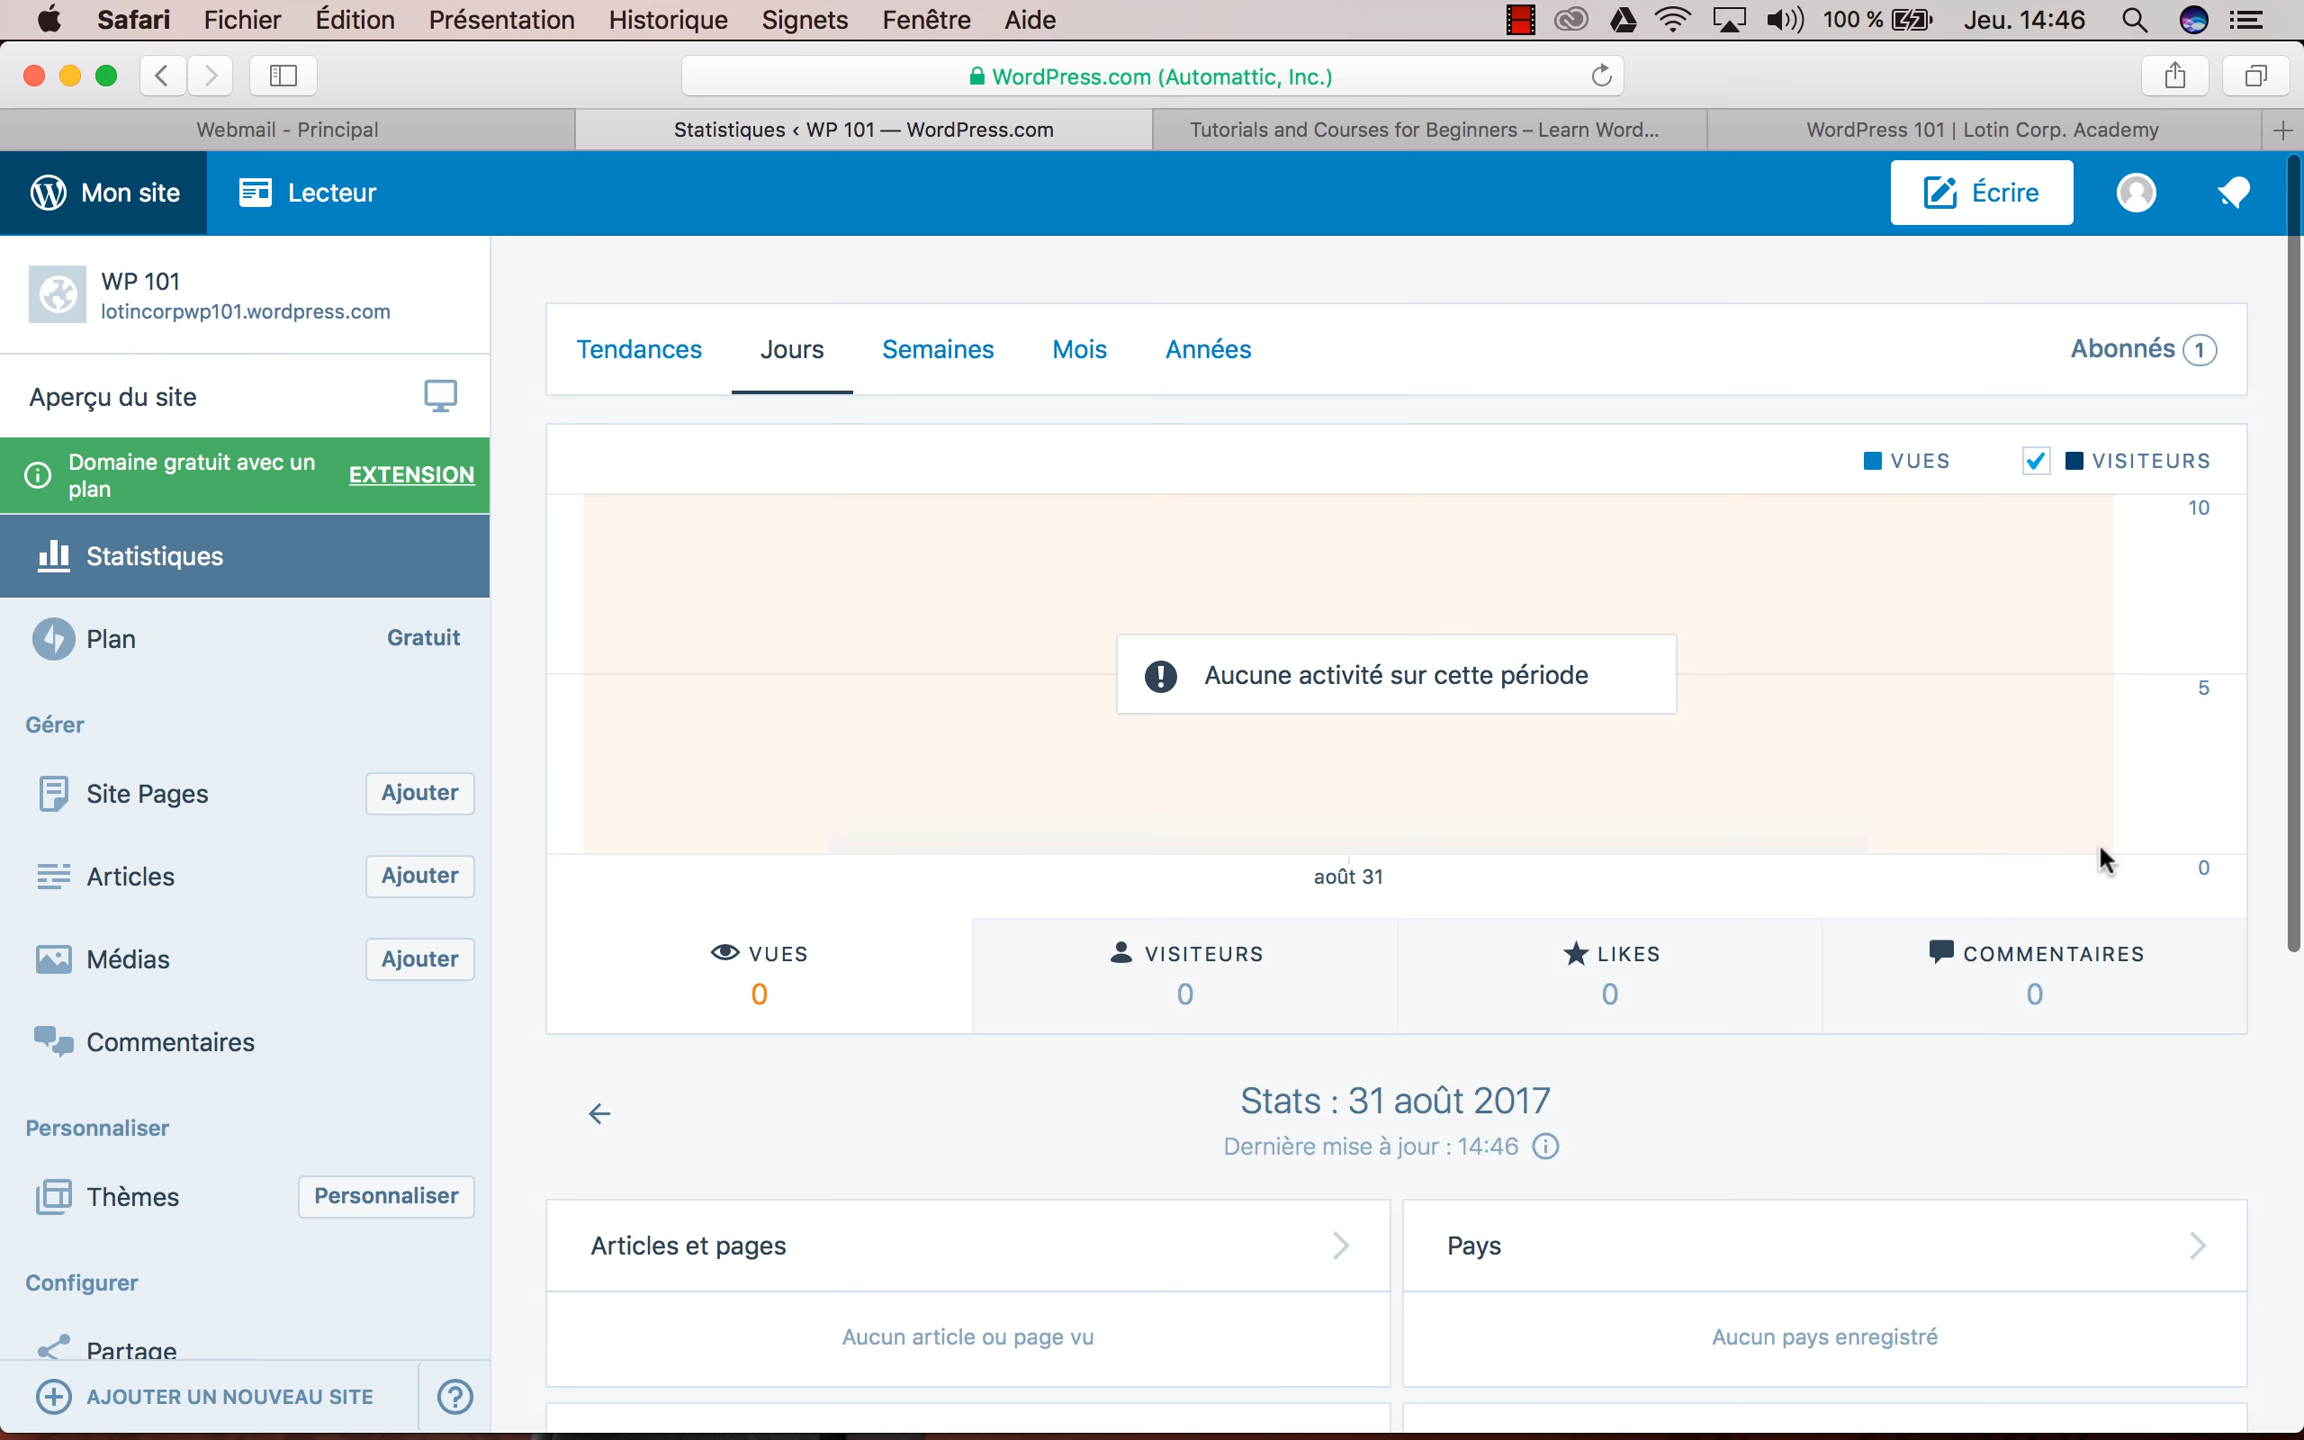 Safari Fichier Édition Présentation Historique Signets Fenêtre Aide 100 % Jeu. 14:46
WordPress.com (Automattic, Inc.)
Webmail - Principal
Statistiques ‹ WP 101 — WordPress.com
Tutorials and Courses for Beginners – Learn Word...
WordPress 101 | Lotin Corp. Academy
Mon site
Lecteur
Écrire
WP 101
lotincorpwp101.wordpress.com
Aperçu du site
Domaine gratuit avec un
plan
EXTENSION
Statistiques
Plan Gratuit
Gérer
Site Pages Ajouter
Articles Ajouter
Médias Ajouter
Commentaires
Personnaliser
Thèmes Personnaliser
Configurer
Partage
AJOUTER UN NOUVEAU SITE
Tendances Jours Semaines Mois Années Abonnés 1
VUES VISITEURS
10
Aucune activité sur cette période
5
0
août 31
VUES
0
VISITEURS
0
LIKES
0
COMMENTAIRES
0
Stats : 31 août 2017
Dernière mise à jour : 14:46
Articles et pages
Aucun article ou page vu
Pays
Aucun pays enregistré